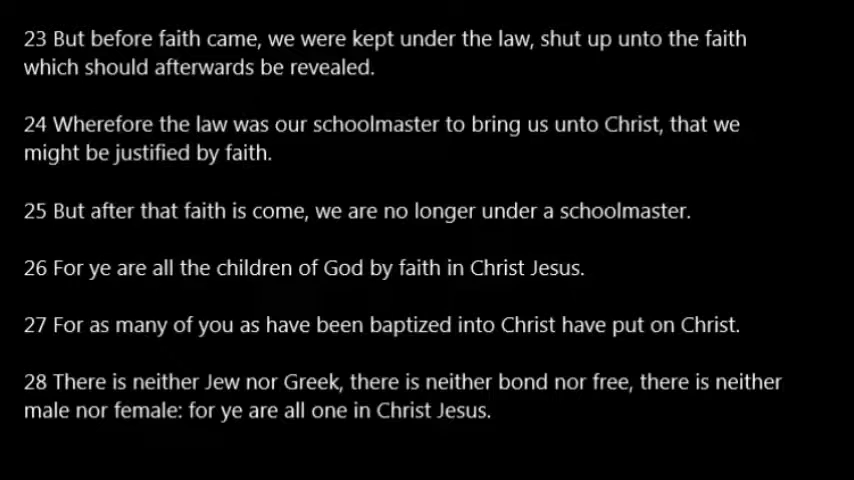 23 But before faith came, we were kept under the law, shut up unto the faith
which should afterwards be revealed.
24 Wherefore the law was our schoolmaster to bring us unto Christ, that we
might be justified by faith.
25 But after that faith is come, we are no longer under a schoolmaster.
26 For ye are all the children of God by faith in Christ Jesus.
27 For as many of you as have been baptized into Christ have put on Christ.
28 There is neither Jew nor Greek, there is neither bond nor free, there is neither
male nor female: for ye are all one in Christ Jesus.